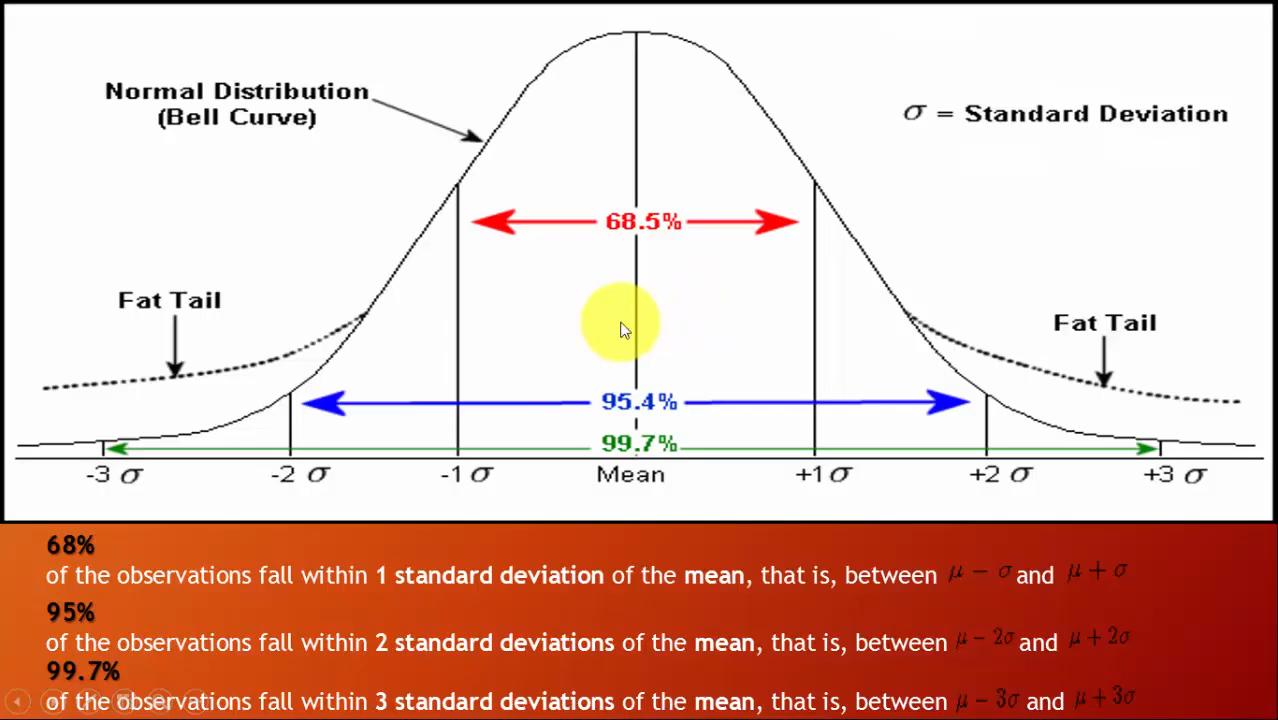 Normal Distribution
(Bell Curve)
σ = Standard Deviation
68.5%
Fat Tail
Fat Tail
95.4%
99.7%
-3 σ
-2 σ
-1 σ
Mean
+1 σ
+2 σ
+3 σ
68%
of the observations fall within 1 standard deviation of the mean, that is, between μ − σ and μ + σ
95%
of the observations fall within 2 standard deviations of the mean, that is, between μ − 2σ and μ + 2σ
99.7%
of the observations fall within 3 standard deviations of the mean, that is, between μ − 3σ and μ + 3σ